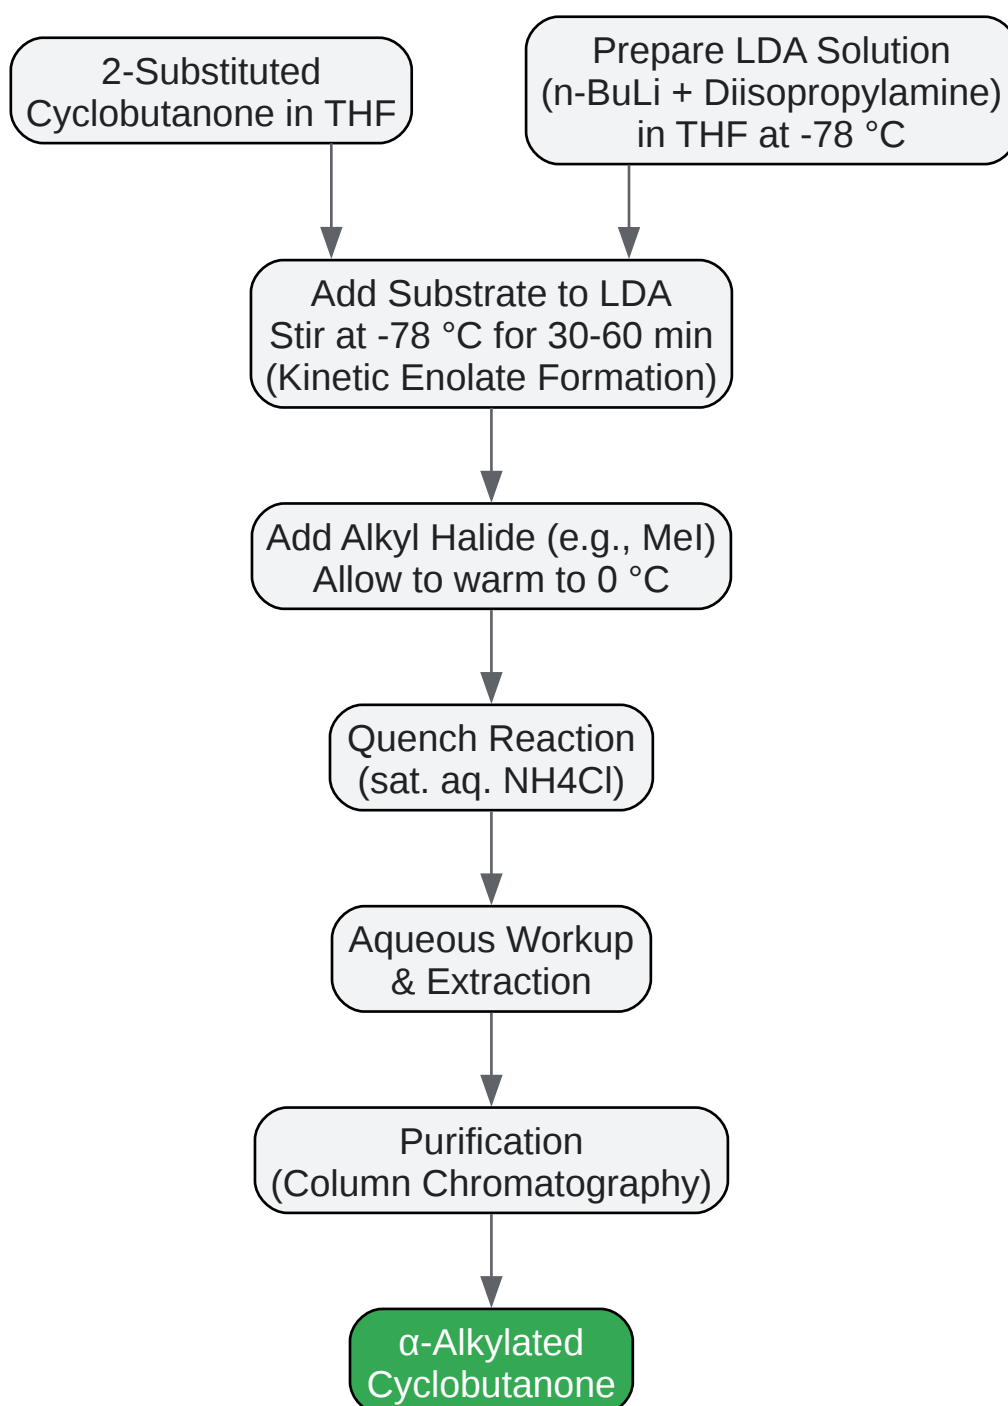 2-Substituted
Cyclobutanone in THF
Prepare LDA Solution
(n-BuLi + Diisopropylamine)
in THF at -78 °C
Add Substrate to LDA
Stir at -78 °C for 30-60 min
(Kinetic Enolate Formation)
Add Alkyl Halide (e.g., MeI)
Allow to warm to 0 °C
Quench Reaction
(sat. aq. NH4Cl)
Aqueous Workup
& Extraction
Purification
(Column Chromatography)
α-Alkylated
Cyclobutanone